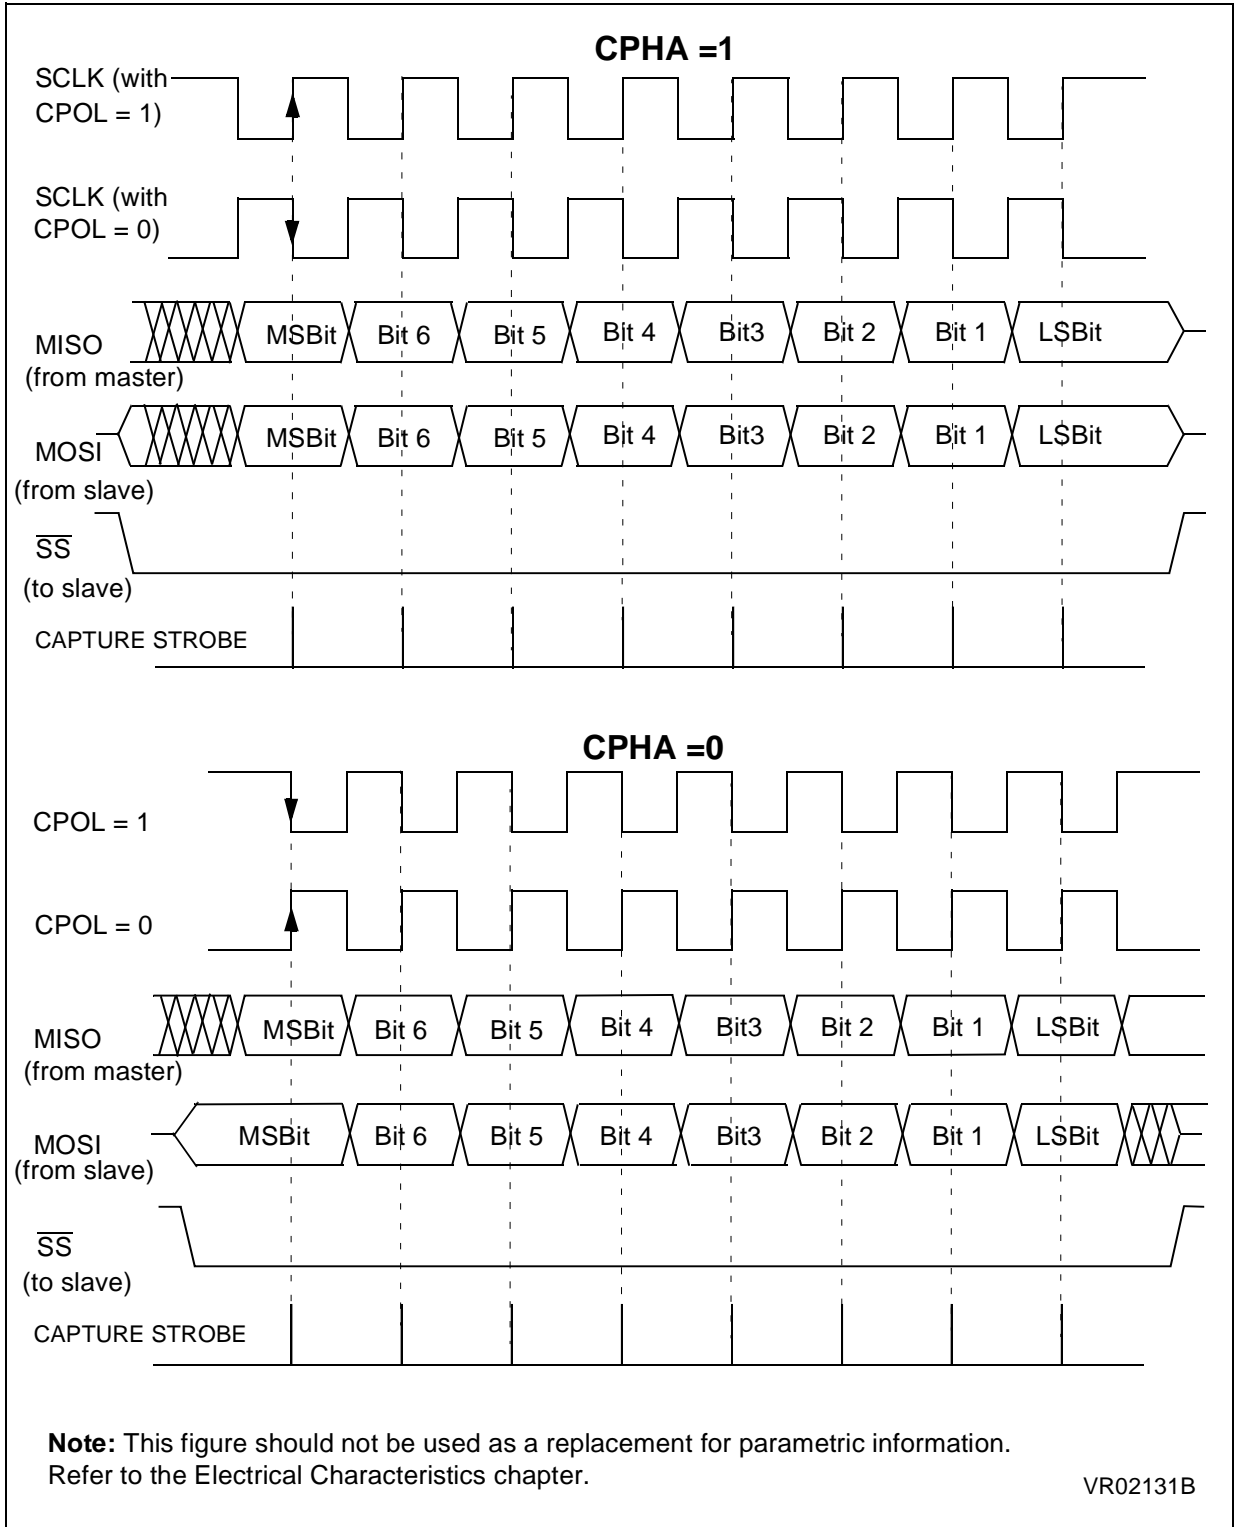 CPHA =1
SCLK (with
CPOL = 1)
SCLK (with
CPOL = 0)
MISO
(from master)
MSBit Bit 6 Bit 5 Bit 4 Bit3 Bit 2 Bit 1 LSBit
MOSI
(from slave)
MSBit Bit 6 Bit 5 Bit 4 Bit3 Bit 2 Bit 1 LSBit
SS
(to slave)
CAPTURE STROBE
CPHA =0
CPOL = 1
CPOL = 0
MISO
(from master)
MSBit Bit 6 Bit 5 Bit 4 Bit3 Bit 2 Bit 1 LSBit
MOSI
(from slave)
MSBit Bit 6 Bit 5 Bit 4 Bit3 Bit 2 Bit 1 LSBit
SS
(to slave)
CAPTURE STROBE
Note: This figure should not be used as a replacement for parametric information.
Refer to the Electrical Characteristics chapter.
VR02131B